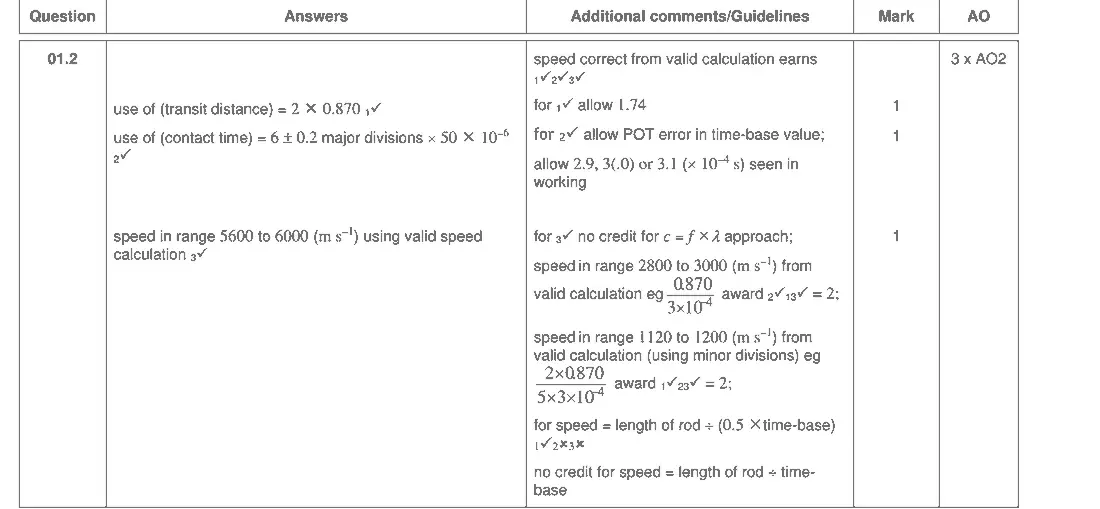 Question Answers Additional comments/Guidelines Mark AO
01.2 speed correct from valid calculation earns 3 x AO2
₁✓₂✓₃✓
use of (transit distance) = 2 × 0.870 ₁✓ for ₁✓ allow 1.74 1
use of (contact time) = 6 ± 0.2 major divisions × 50 × 10⁻⁶ for ₂✓ allow POT error in time-base value; 1
₂✓
allow 2.9, 3(.0) or 3.1 (× 10⁻⁴ s) seen in
working
speed in range 5600 to 6000 (m s⁻¹) using valid speed for ₃✓ no credit for c = f × λ approach; 1
calculation ₃✓
speed in range 2800 to 3000 (m s⁻¹) from
valid calculation eg 0.870 / 3×10⁻⁴ award ₂✓₁₃✓ = 2;
speed in range 1120 to 1200 (m s⁻¹) from
valid calculation (using minor divisions) eg
2×0.870 / 5×3×10⁻⁴ award ₁✓₂₃✓ = 2;
for speed = length of rod ÷ (0.5 × time-base)
₁✓₂×₃×
no credit for speed = length of rod ÷ time-
base